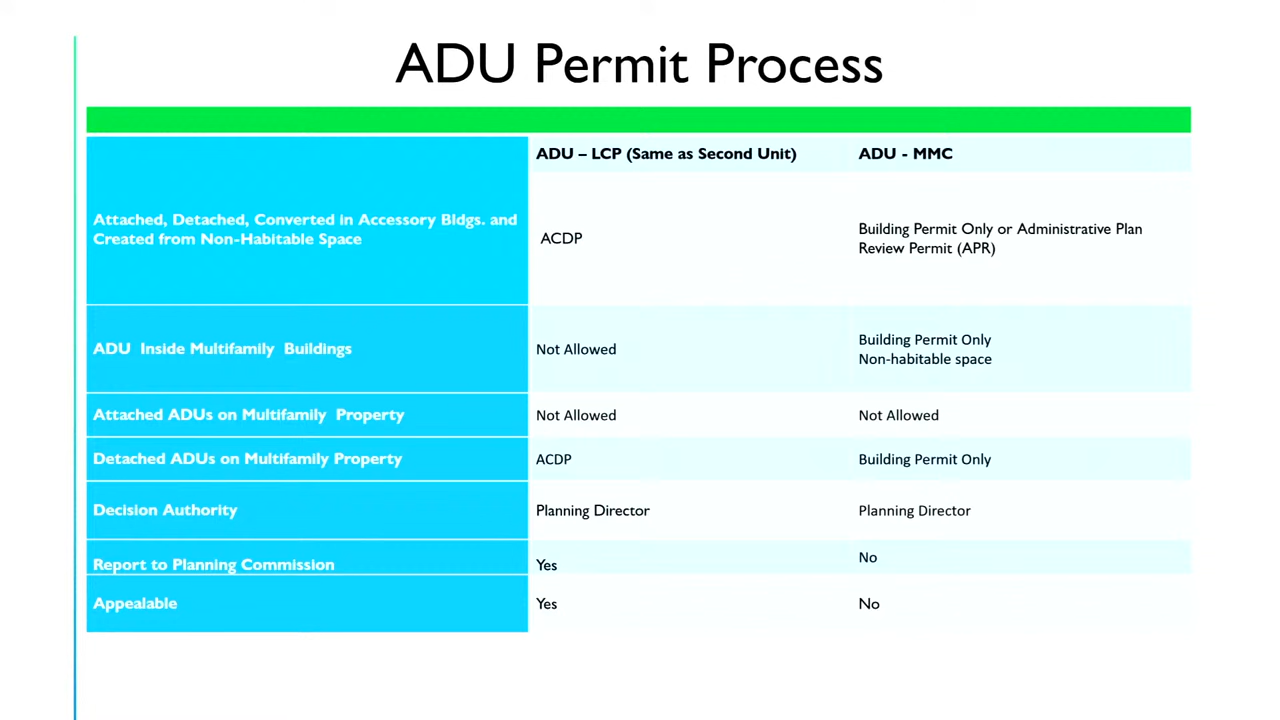 ADU Permit Process
ADU – LCP (Same as Second Unit)
ADU - MMC
Attached, Detached, Converted in Accessory Bldgs. and
Created from Non-Habitable Space
ACDP
Building Permit Only or Administrative Plan
Review Permit (APR)
ADU Inside Multifamily Buildings
Not Allowed
Building Permit Only
Non-habitable space
Attached ADUs on Multifamily Property
Not Allowed
Not Allowed
Detached ADUs on Multifamily Property
ACDP
Building Permit Only
Decision Authority
Planning Director
Planning Director
Report to Planning Commission
Yes
No
Appealable
Yes
No